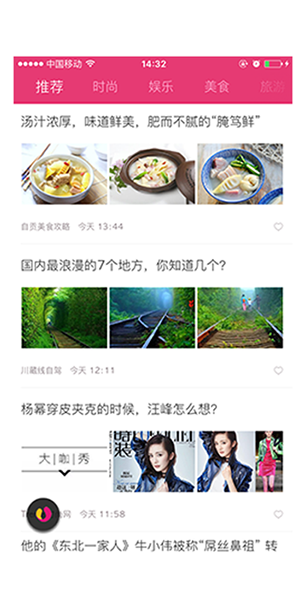 中国移动 14:32
推荐 时尚 娱乐 美食 旅游
汤汁浓厚，味道鲜美，肥而不腻的“腌笃鲜”
自贡美食攻略 今天 13:44
国内最浪漫的7个地方，你知道几个？
川藏线自驾 今天 12:11
杨幂穿皮夹克的时候，汪峰怎么想？
大|咖|秀
网 今天 11:58
他的《东北一家人》牛小伟被称“屌丝鼻祖” 转